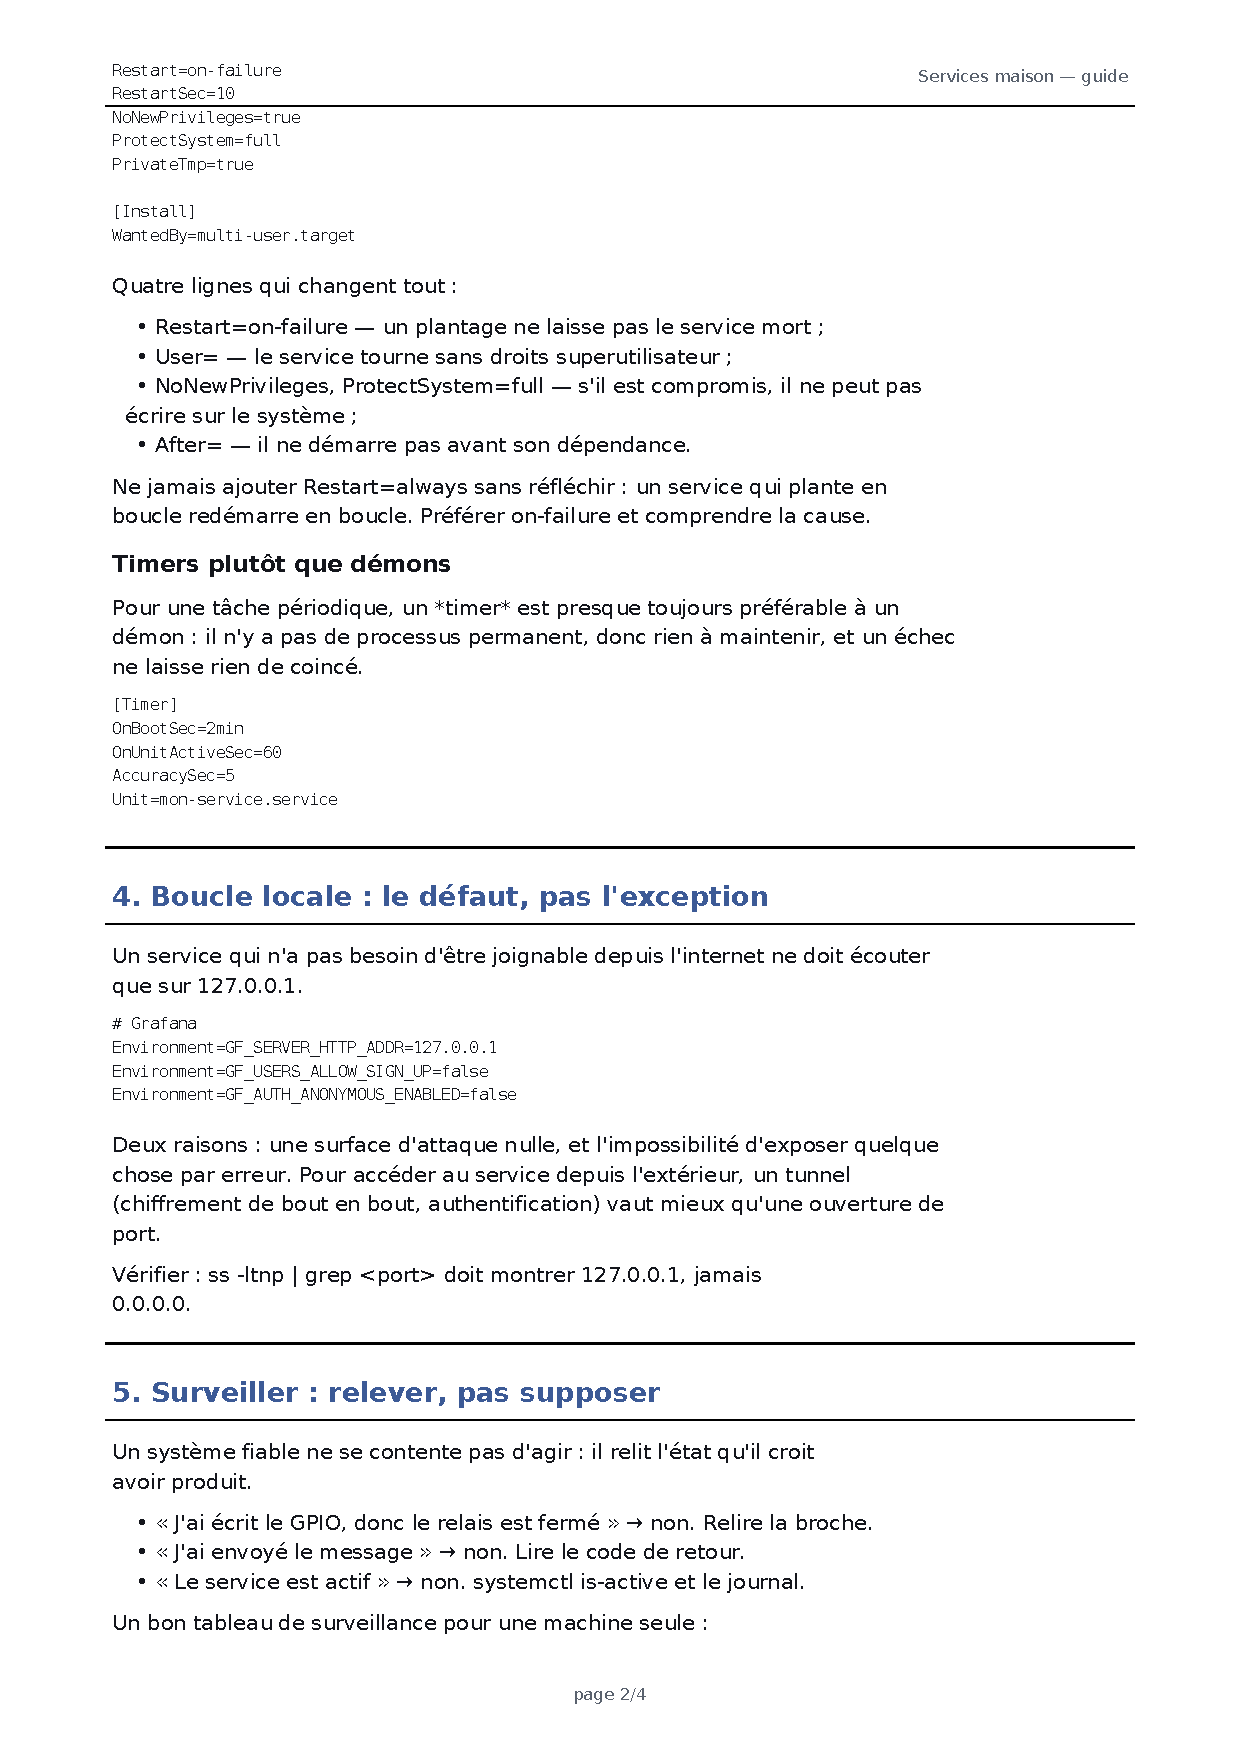 Services maison — guide
Restart=on-failure
RestartSec=10
NoNewPrivileges=true
ProtectSystem=full
PrivateTmp=true
[Install]
WantedBy=multi-user.target
Quatre lignes qui changent tout :
• Restart=on-failure — un plantage ne laisse pas le service mort ;
• User= — le service tourne sans droits superutilisateur ;
• NoNewPrivileges, ProtectSystem=full — s'il est compromis, il ne peut pas
écrire sur le système ;
• After= — il ne démarre pas avant son dépendance.
Ne jamais ajouter Restart=always sans réfléchir : un service qui plante en
boucle redémarre en boucle. Préférer on-failure et comprendre la cause.
Timers plutôt que démons
Pour une tâche périodique, un *timer* est presque toujours préférable à un
démon : il n'y a pas de processus permanent, donc rien à maintenir, et un échec
ne laisse rien de coincé.
[Timer]
OnBootSec=2min
OnUnitActiveSec=60
AccuracySec=5
Unit=mon-service.service
4. Boucle locale : le défaut, pas l'exception
Un service qui n'a pas besoin d'être joignable depuis l'internet ne doit écouter
que sur 127.0.0.1.
# Grafana
Environment=GF_SERVER_HTTP_ADDR=127.0.0.1
Environment=GF_USERS_ALLOW_SIGN_UP=false
Environment=GF_AUTH_ANONYMOUS_ENABLED=false
Deux raisons : une surface d'attaque nulle, et l'impossibilité d'exposer quelque
chose par erreur. Pour accéder au service depuis l'extérieur, un tunnel
(chiffrement de bout en bout, authentification) vaut mieux qu'une ouverture de
port.
Vérifier : ss -ltnp | grep <port> doit montrer 127.0.0.1, jamais
0.0.0.0.
5. Surveiller : relever, pas supposer
Un système fiable ne se contente pas d'agir : il relit l'état qu'il croit
avoir produit.
• « J'ai écrit le GPIO, donc le relais est fermé » → non. Relire la broche.
• « J'ai envoyé le message » → non. Lire le code de retour.
• « Le service est actif » → non. systemctl is-active et le journal.
Un bon tableau de surveillance pour une machine seule :
page 2/4